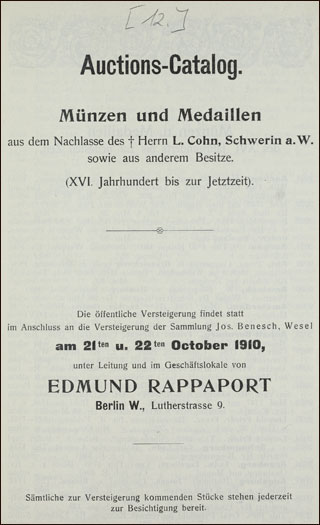 [12.]
Auctions-Catalog.
Münzen und Medaillen
aus dem Nachlasse des † Herrn L. Cohn, Schwerin a. W.
sowie aus anderem Besitze.
(XVI. Jahrhundert bis zur Jetztzeit).
Die öffentliche Versteigerung findet statt
im Anschluss an die Versteigerung der Sammlung Jos. Benesch, Wesel
am 21ten u. 22ten October 1910,
unter Leitung und im Geschäftslokale von
EDMUND RAPPAPORT
Berlin W., Lutherstrasse 9.
Sämtliche zur Versteigerung kommenden Stücke stehen jederzeit
zur Besichtigung bereit.